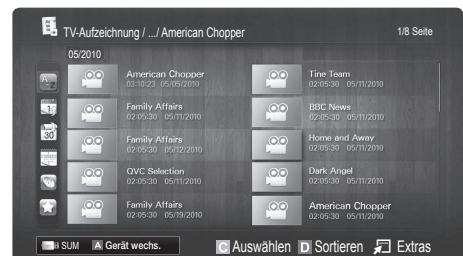 TV-Aufzeichnung / .../ American Chopper
1/8 Seite
05/2010
American Chopper
03:10:23 05/05/2010
Tine Team
02:05:30 05/11/2010
Family Affairs
02:05:30 05/11/2010
BBC News
02:05:30 05/11/2010
Family Affairs
02:05:30 05/12/2010
Home and Away
02:05:30 05/11/2010
QVC Selection
02:05:30 05/11/2010
Dark Angel
02:05:30 05/11/2010
Family Affairs
02:05:30 05/19/2010
American Chopper
02:05:30 05/11/2010
1
30
SUM A Gerät wechs.
C Auswählen D Sortieren Extras